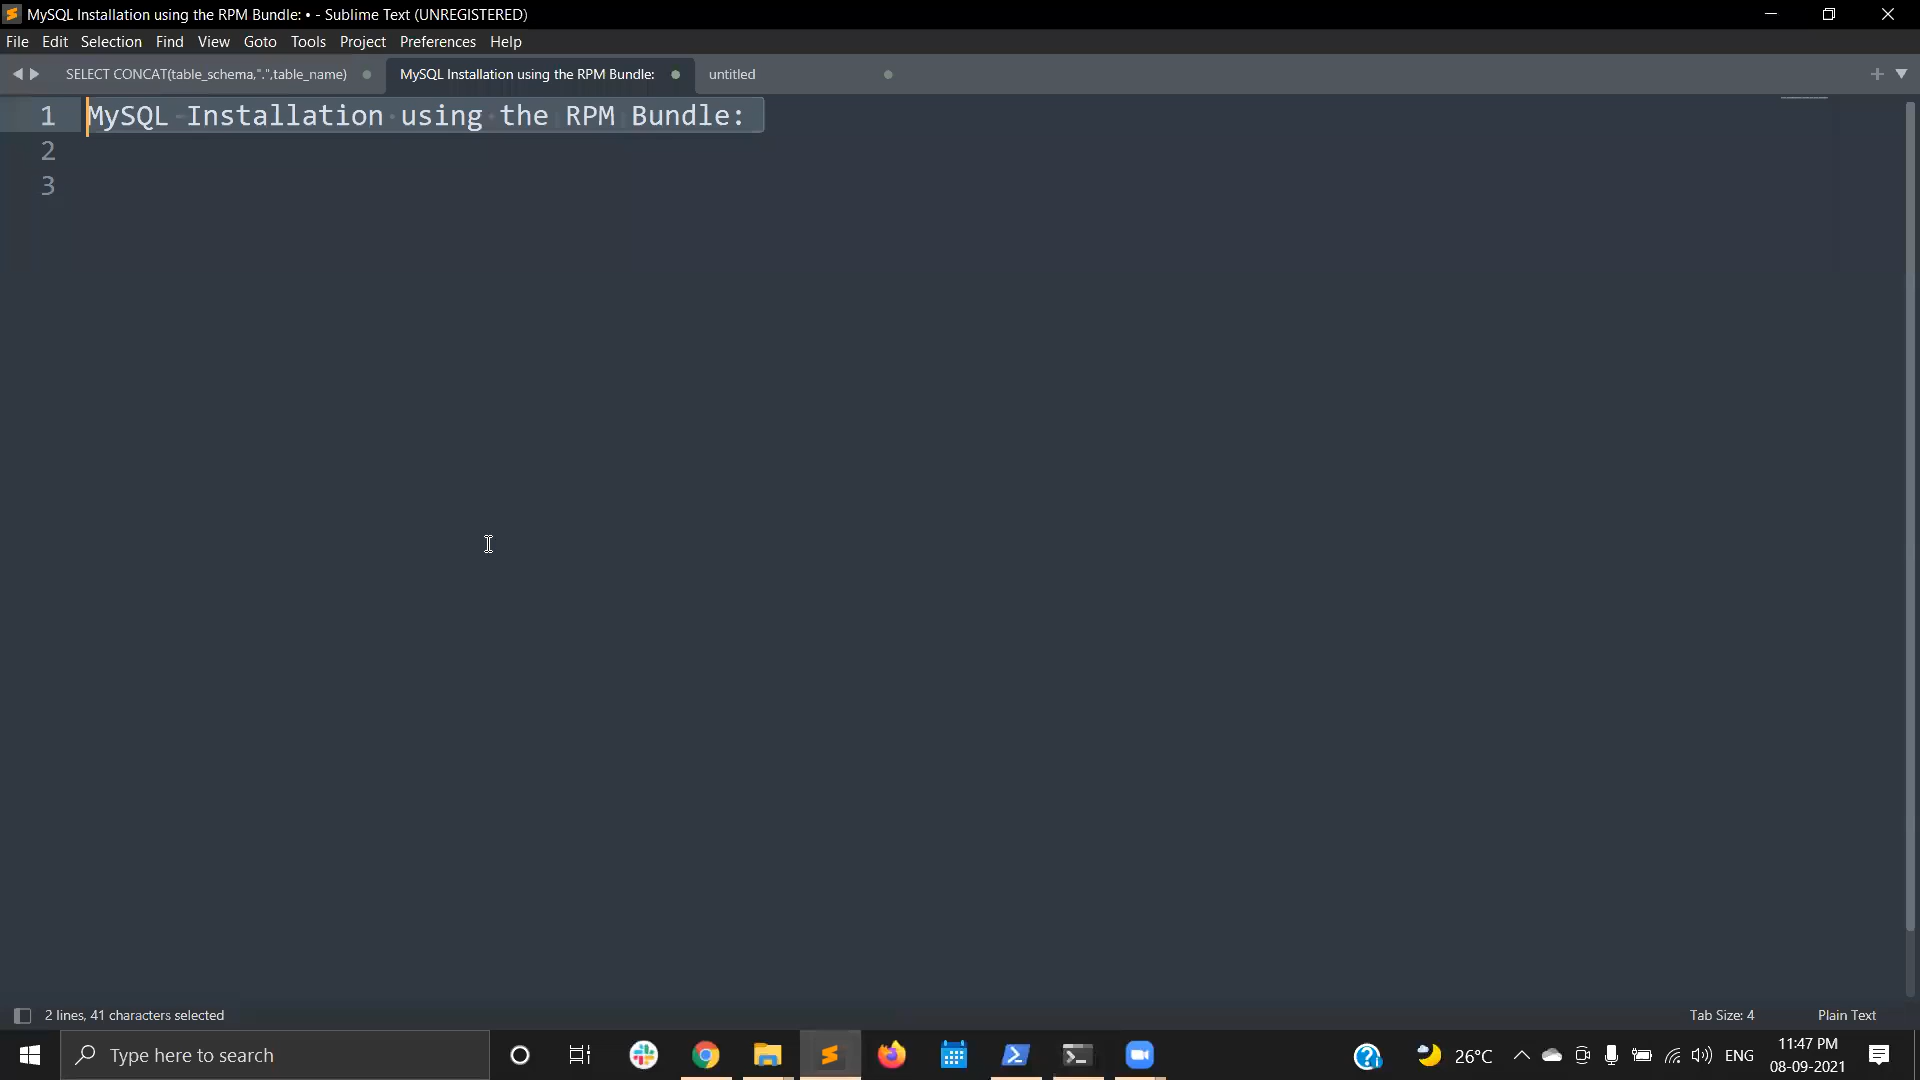 MySQL Installation using the RPM Bundle: • - Sublime Text (UNREGISTERED)
File Edit Selection Find View Goto Tools Project Preferences Help
SELECT CONCAT(table_schema,".",table_name) MySQL Installation using the RPM Bundle: untitled
1 MySQL Installation using the RPM Bundle:
2
3
2 lines, 41 characters selected Tab Size: 4 Plain Text
Type here to search 26°C ENG 11:47 PM
08-09-2021